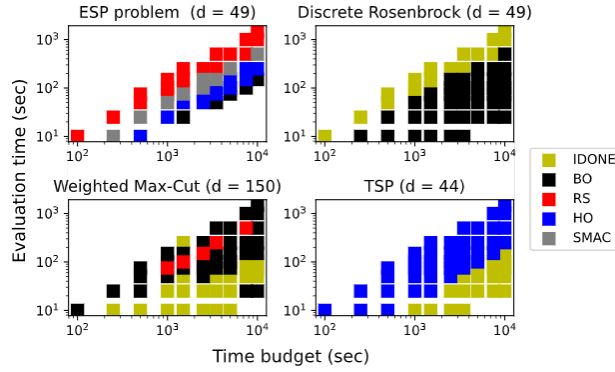 ESP problem (d = 49)
Discrete Rosenbrock (d = 49)
10³
10²
10¹
10² 10³ 10⁴
10³
10²
10¹
10² 10³ 10⁴
Evaluation time (sec)
IDONE
BO
RS
HO
SMAC
Weighted Max-Cut (d = 150)
TSP (d = 44)
10³
10²
10¹
10² 10³ 10⁴
10³
10²
10¹
10² 10³ 10⁴
Time budget (sec)